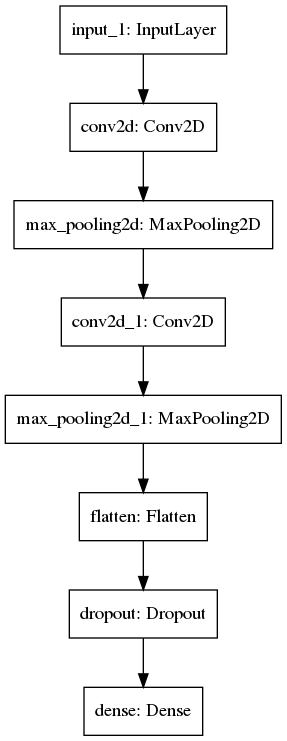 input_1: InputLayer
conv2d: Conv2D
max_pooling2d: MaxPooling2D
conv2d_1: Conv2D
max_pooling2d_1: MaxPooling2D
flatten: Flatten
dropout: Dropout
dense: Dense